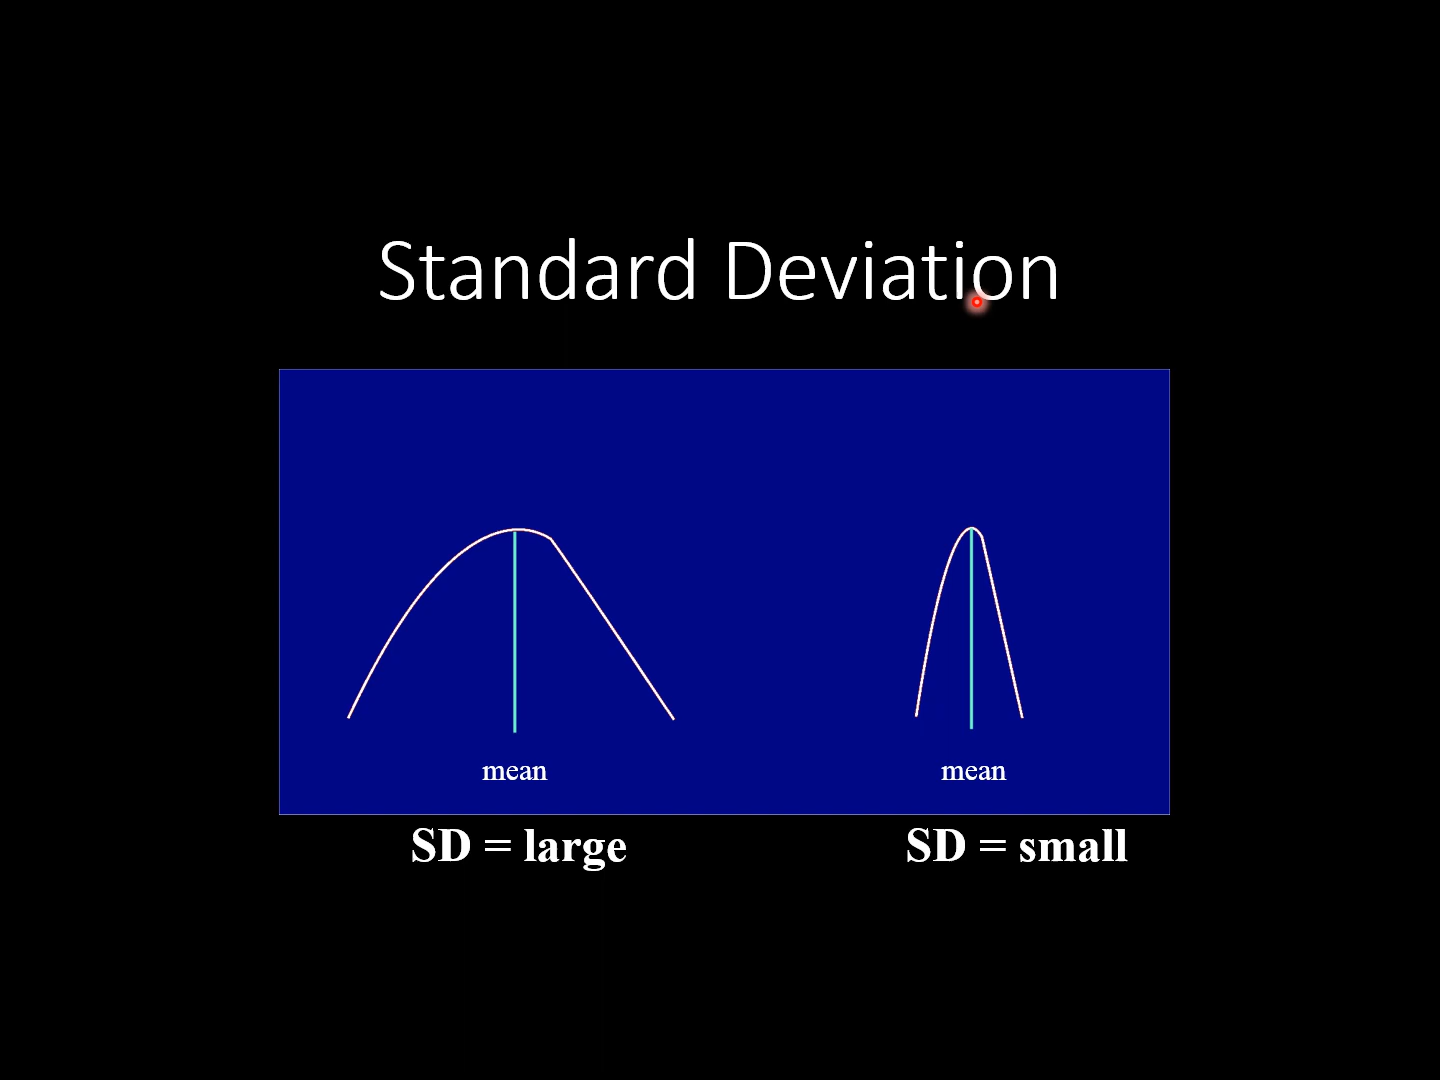 Standard Deviation
mean mean
SD = large SD = small